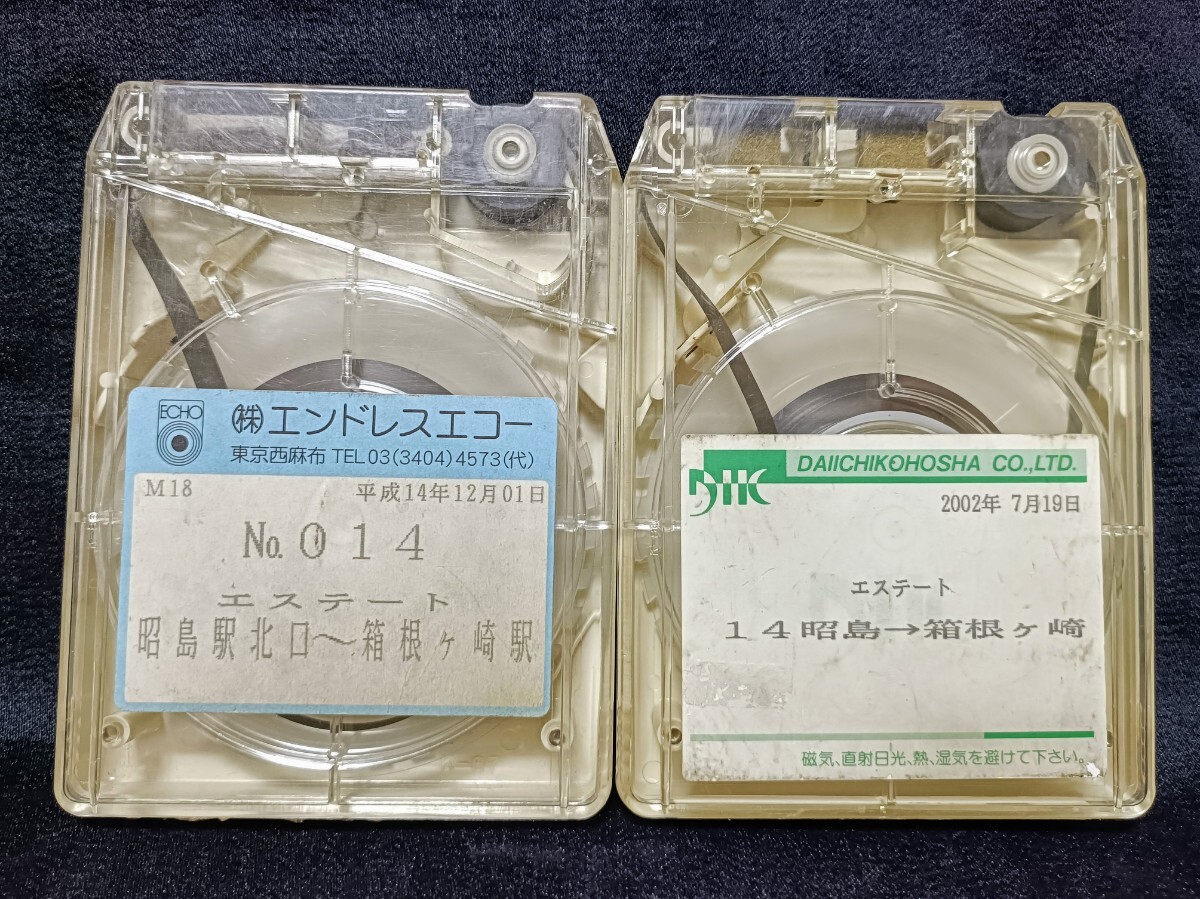 ECHO
㈱エンドレスエコー
東京西麻布 TEL 03(3404)4573(代)
M18 平成14年12月01日
No.014
エステート
昭島駅北口～箱根ヶ崎駅
DIIC
DAIICHIKOHOSHA CO.,LTD.
2002年 7月19日
エステート
14昭島→箱根ヶ崎
磁気、直射日光、熱、湿気を避けて下さい。